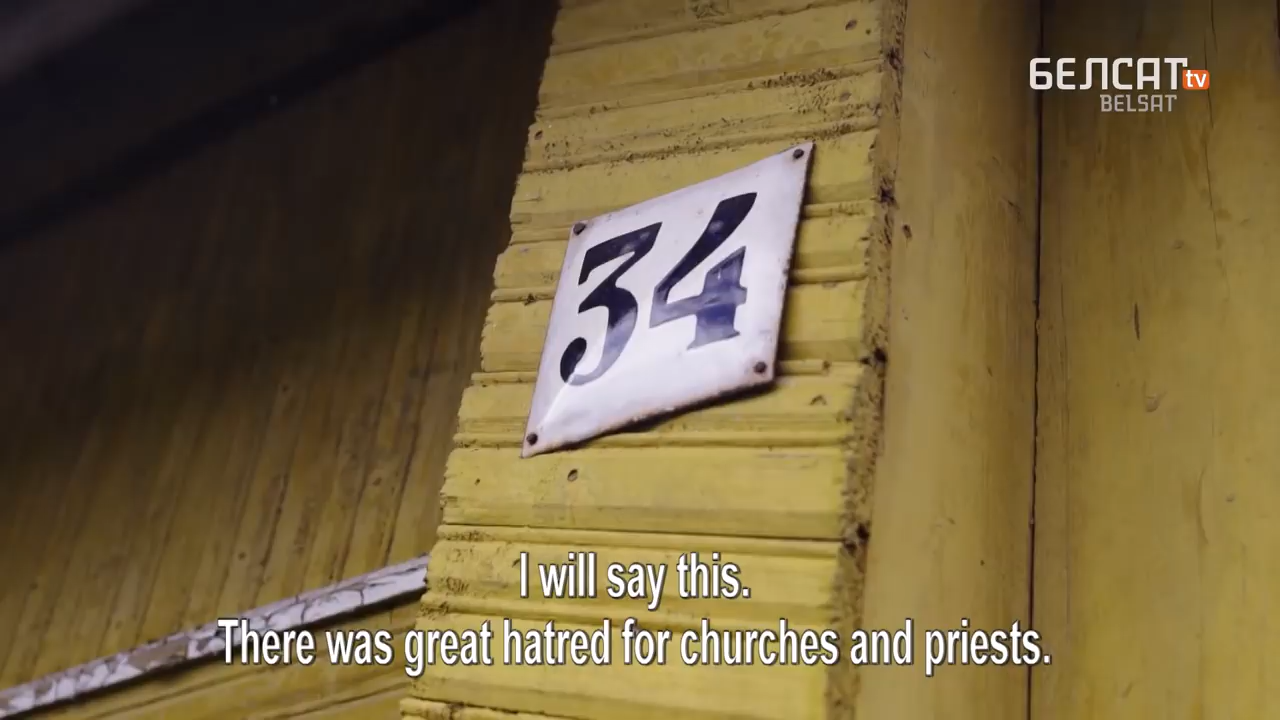 БЕЛСАТ tv
BELSAT
34
I will say this.
There was great hatred for churches and priests.